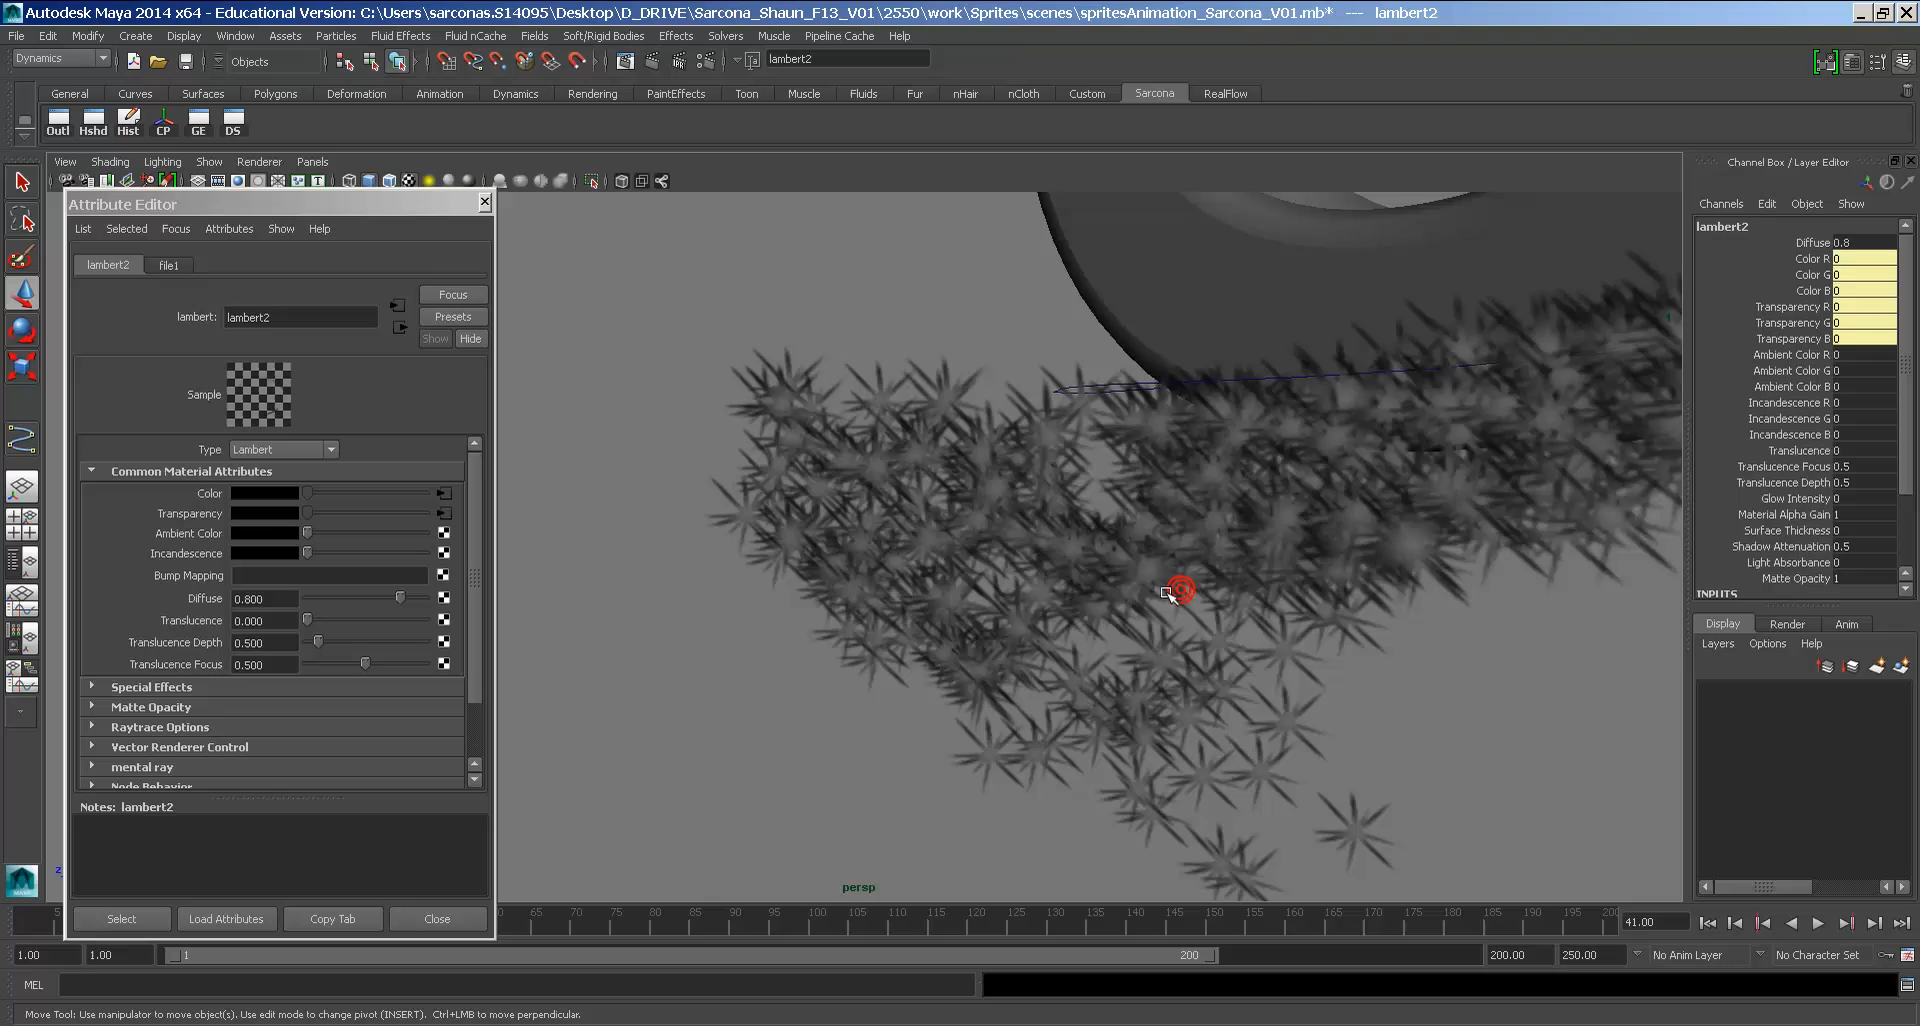 Autodesk Maya 2014 x64 - Educational Version: C:\Users\sarconas.S14095\Desktop\D_DRIVE\Sarcona_Shaun_F13_V01\2550\work\Sprites\scenes\spritesAnimation_Sarcona_V01.mb* --- lambert2
File Edit Modify Create Display Window Assets Particles Fluid Effects Fluid nCache Fields Soft/Rigid Bodies Effects Solvers Muscle Pipeline Cache Help
Dynamics Objects lambert2
General Curves Surfaces Polygons Deformation Animation Dynamics Rendering PaintEffects Toon Muscle Fluids Fur nHair nCloth Custom Sarcona RealFlow
Outl Hshd Hist CP GE DS
View Shading Lighting Show Renderer Panels
Attribute Editor
List Selected Focus Attributes Show Help
lambert2 file1
lambert: lambert2
Focus
Presets
Show Hide
Sample
Type Lambert
Common Material Attributes
Color
Transparency
Ambient Color
Incandescence
Bump Mapping
Diffuse 0.800
Translucence 0.000
Translucence Depth 0.500
Translucence Focus 0.500
Special Effects
Matte Opacity
Raytrace Options
Vector Renderer Control
mental ray
Node Behavior
Notes: lambert2
Select Load Attributes Copy Tab Close
persp
Channel Box / Layer Editor
Channels Edit Object Show
lambert2
Diffuse 0.8
Color R 0
Color G 0
Color B 0
Transparency R 0
Transparency G 0
Transparency B 0
Ambient Color R 0
Ambient Color G 0
Ambient Color B 0
Incandescence R 0
Incandescence G 0
Incandescence B 0
Translucence 0
Translucence Focus 0.5
Translucence Depth 0.5
Glow Intensity 0
Material Alpha Gain 1
Surface Thickness 0
Shadow Attenuation 0.5
Light Absorbance 0
Matte Opacity 1
INPUTS
Display Render Anim
Layers Options Help
5 65 70 75 80 85 90 95 100 105 110 115 120 125 130 135 140 145 150 155 160 165 170 175 180 185 190 195 200 41.00
1.00 1.00 1 200 200.00 250.00 No Anim Layer No Character Set
MEL
Move Tool: Use manipulator to move object(s). Use edit mode to change pivot (INSERT). Ctrl+LMB to move perpendicular.